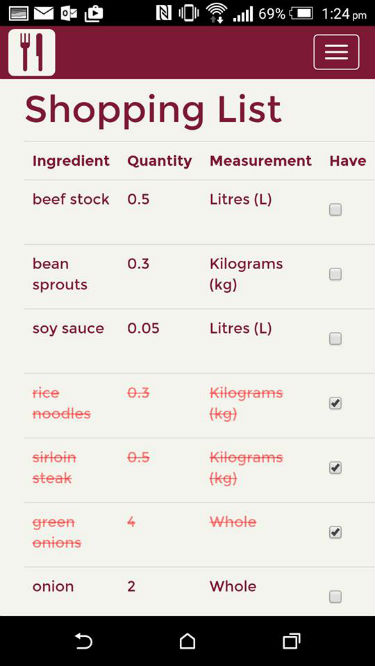 69% 1:24 pm
Shopping List
Ingredient Quantity Measurement Have
beef stock 0.5 Litres (L)
bean 0.3 Kilograms
sprouts (kg)
soy sauce 0.05 Litres (L)
rice 0.3 Kilograms
noodles (kg)
sirloin 0.5 Kilograms
steak (kg)
green 4 Whole
onions
onion 2 Whole